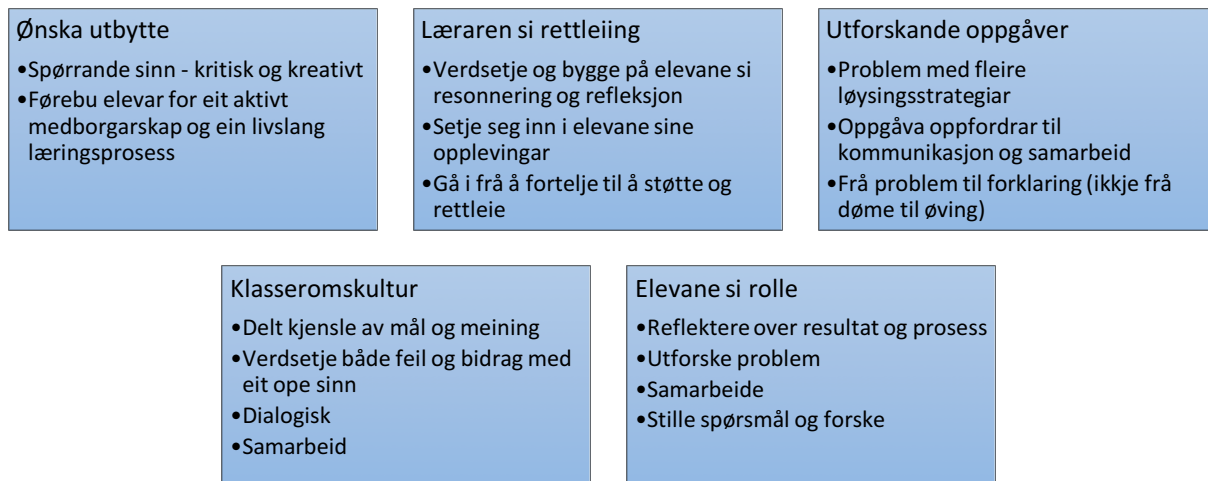 Ønska utbytte
•Spørrande sinn - kritisk og kreativt
•Førebu elevar for eit aktivt
medborgarskap og ein livslang
læringsprosess
Læraren si rettleiing
•Verdsetje og bygge på elevane si
resonnering og refleksjon
•Setje seg inn i elevane sine
opplevingar
•Gå i frå å fortelje til å støtte og
rettleie
Utforskande oppgåver
•Problem med fleire
løysingsstrategiar
•Oppgåva oppfordrar til
kommunikasjon og samarbeid
•Frå problem til forklaring (ikkje frå
døme til øving)
Klasseromskultur
•Delt kjensle av mål og meining
•Verdsetje både feil og bidrag med
eit ope sinn
•Dialogisk
•Samarbeid
Elevane si rolle
•Reflektere over resultat og prosess
•Utforske problem
•Samarbeide
•Stille spørsmål og forske